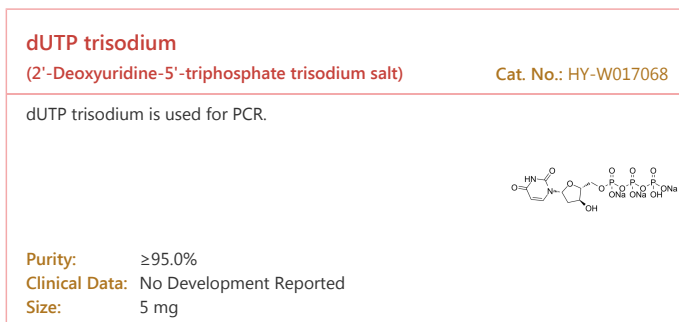 dUTP trisodium
(2'-Deoxyuridine-5'-triphosphate trisodium salt) Cat. No.: HY-W017068
dUTP trisodium is used for PCR.
O O O O
HN O O P O P O P ONa
O N ONa ONa OH
OH
Purity: ≥95.0%
Clinical Data: No Development Reported
Size: 5 mg